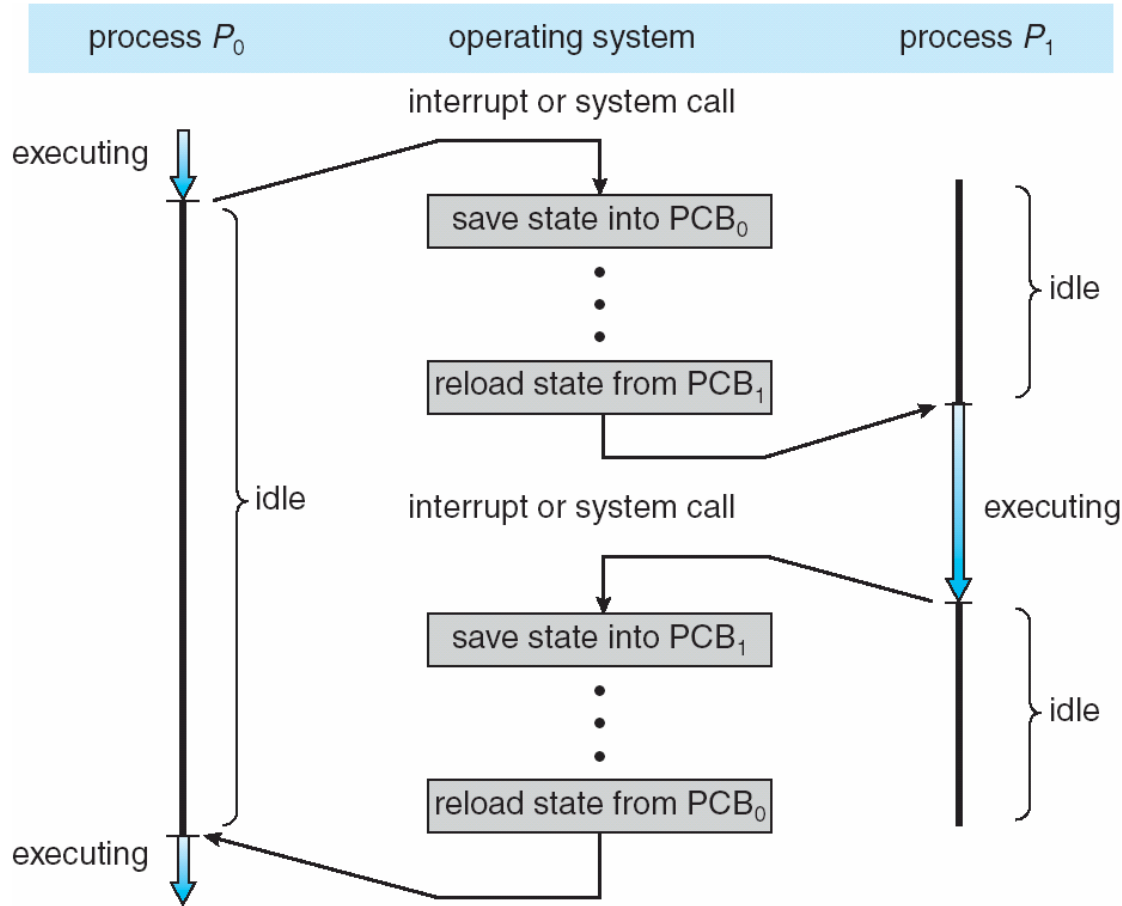 process P₀ operating system process P₁
interrupt or system call
executing
save state into PCB₀
idle
reload state from PCB₁
idle
interrupt or system call
executing
save state into PCB₁
idle
reload state from PCB₀
executing